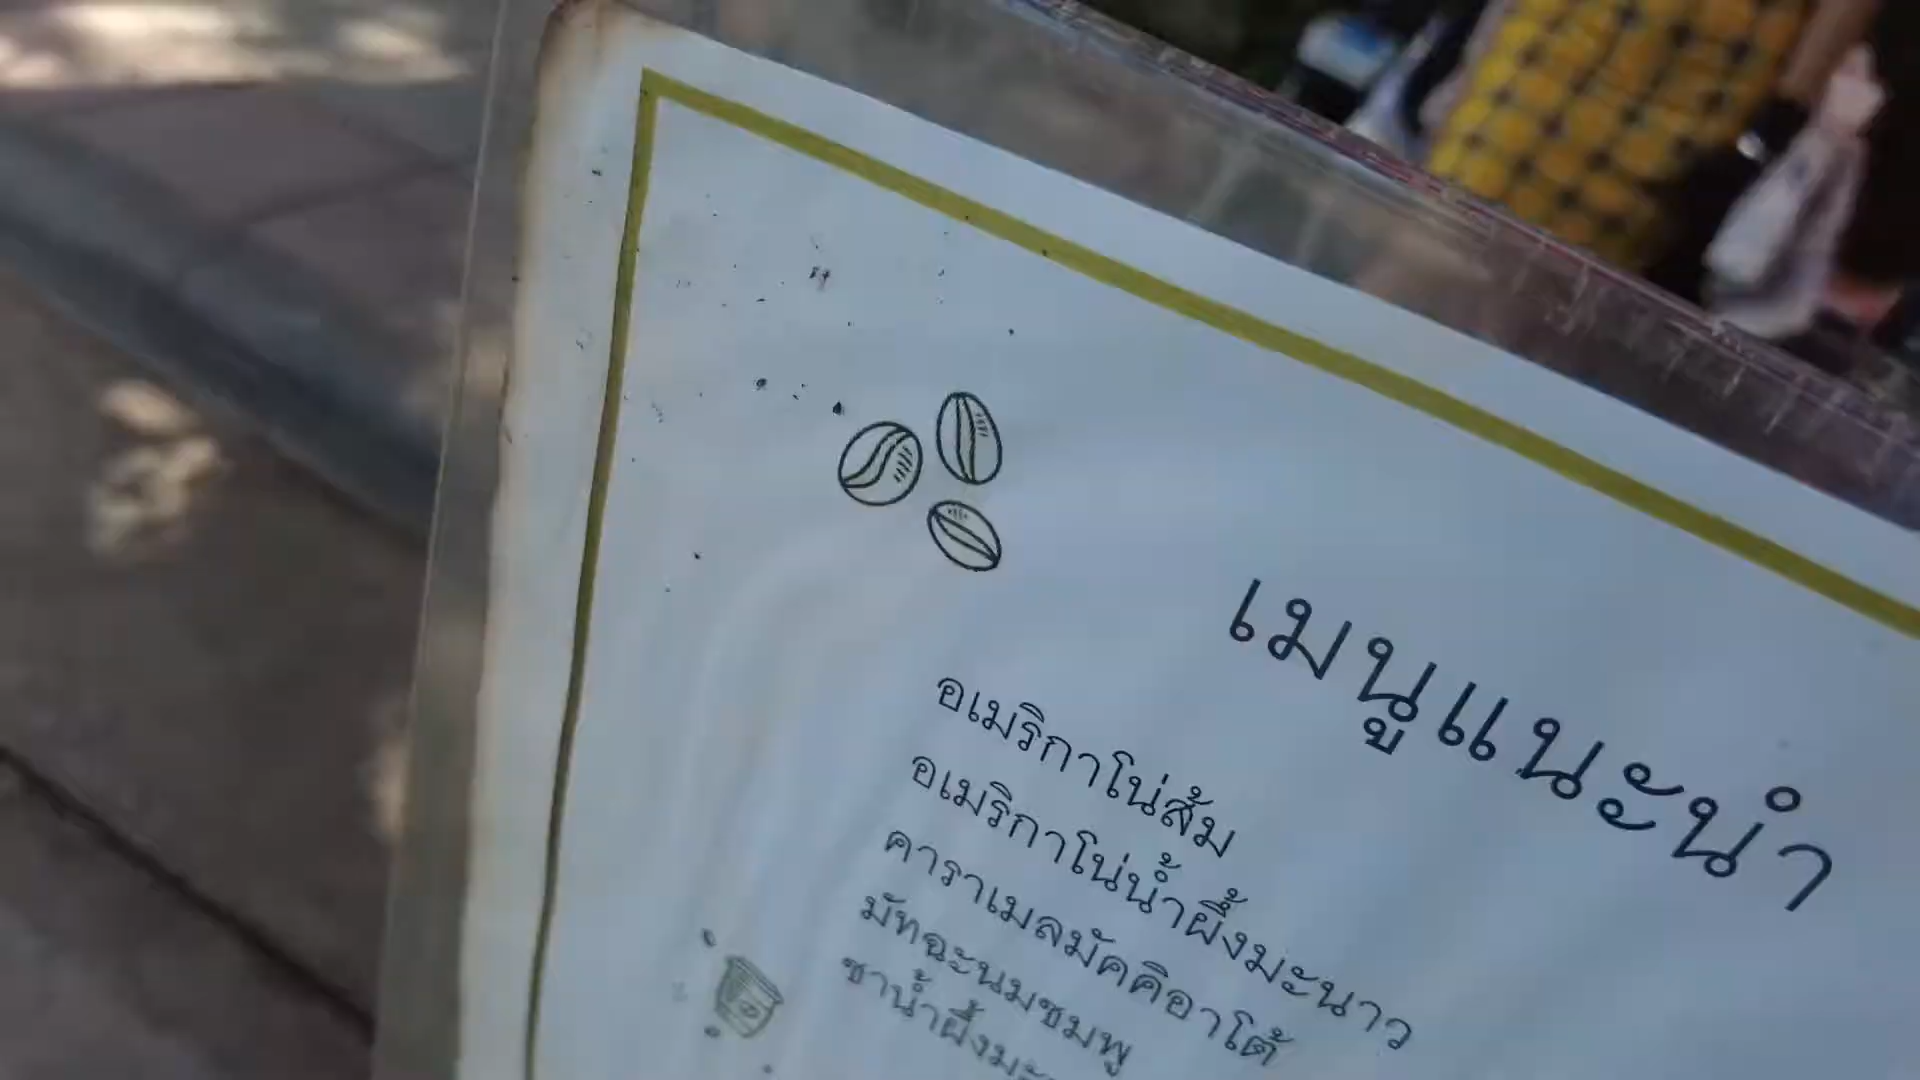 เมนูแนะนำ
อเมริกาโน่ส้ม
อเมริกาโน่น้ำผึ้งมะนาว
คาราเมลมัคคิอาโต้
มัทฉะนมชมพู
ชาน้ำผึ้งมะ